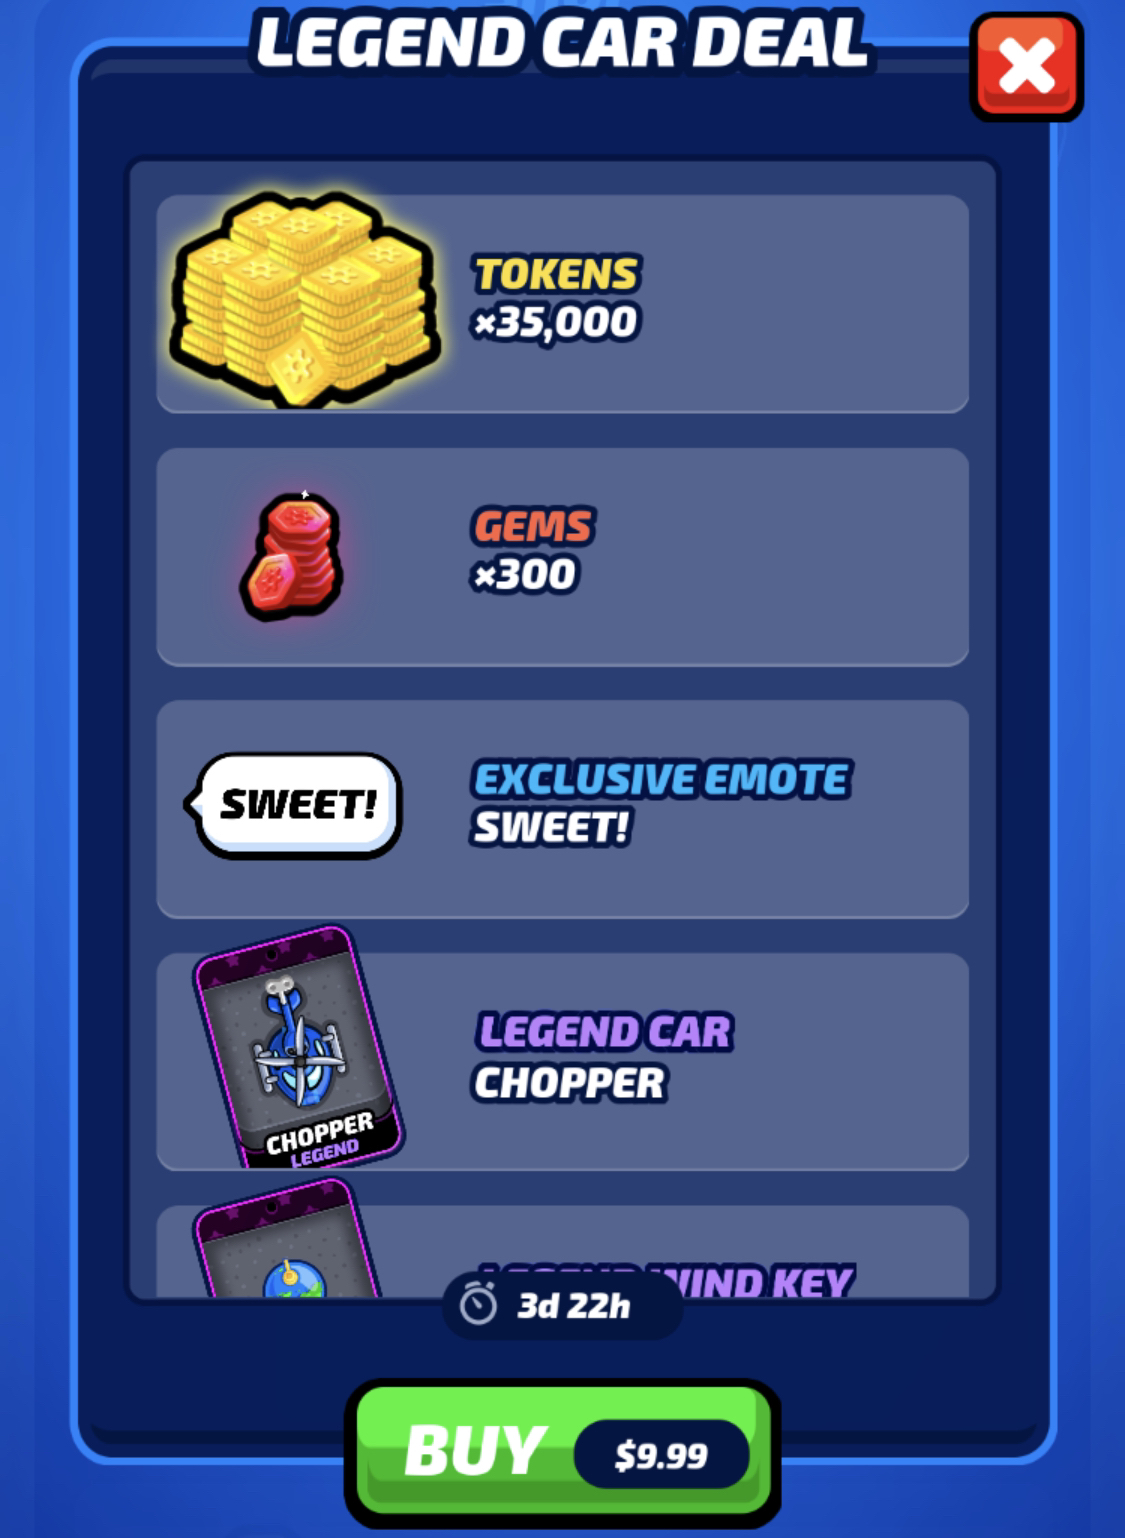 LEGEND CAR DEAL
TOKENS
×35,000
GEMS
×300
SWEET!
EXCLUSIVE EMOTE
SWEET!
CHOPPER
LEGEND
LEGEND CAR
CHOPPER
LEGEND WIND KEY
3d 22h
BUY $9.99